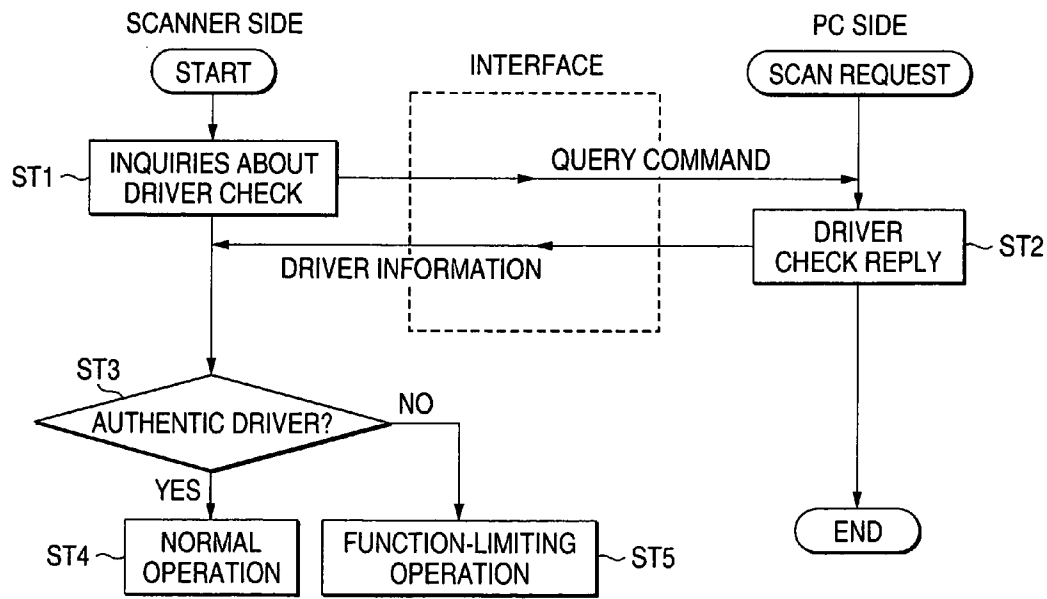 SCANNER SIDE
PC SIDE
START
INTERFACE
SCAN REQUEST
ST1
INQUIRIES ABOUT
DRIVER CHECK
QUERY COMMAND
DRIVER
CHECK REPLY
ST2
DRIVER INFORMATION
ST3
AUTHENTIC DRIVER?
NO
YES
ST4
NORMAL
OPERATION
FUNCTION-LIMITING
OPERATION
ST5
END